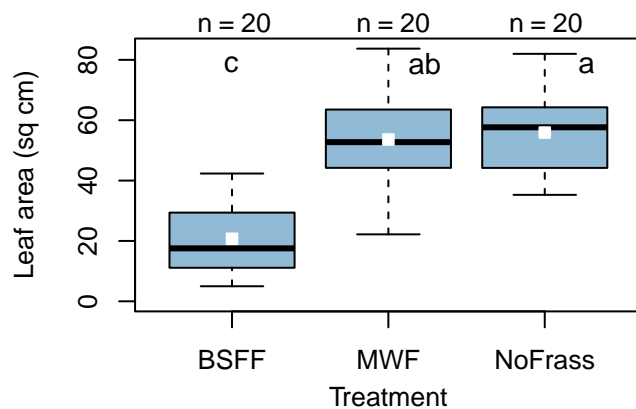 n = 20 n = 20 n = 20
c ab a
Leaf area (sq cm)
80
60
40
20
0
BSFF MWF NoFrass
Treatment